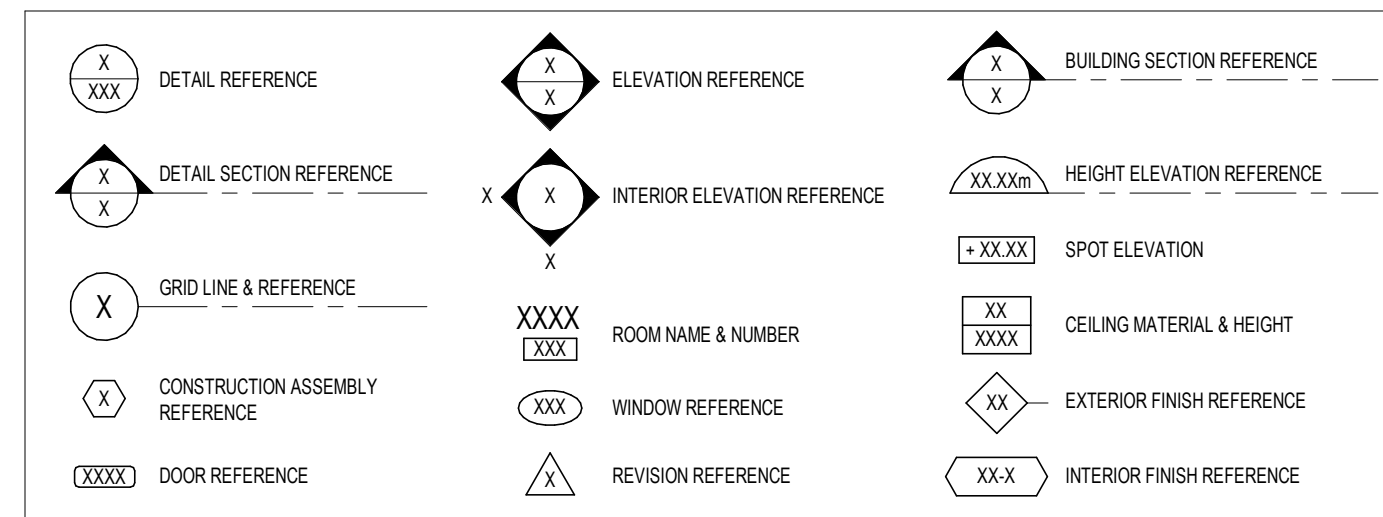 X
XXX
DETAIL REFERENCE
X
X
DETAIL SECTION REFERENCE
X
GRID LINE & REFERENCE
X
CONSTRUCTION ASSEMBLY
REFERENCE
XXXX
DOOR REFERENCE
X
X
ELEVATION REFERENCE
X
X
X
INTERIOR ELEVATION REFERENCE
XXXX
XXX
ROOM NAME & NUMBER
XXX
WINDOW REFERENCE
X
REVISION REFERENCE
X
X
BUILDING SECTION REFERENCE
XX.XXm
HEIGHT ELEVATION REFERENCE
+ XX.XX
SPOT ELEVATION
XX
XXXX
CEILING MATERIAL & HEIGHT
XX
EXTERIOR FINISH REFERENCE
XX-X
INTERIOR FINISH REFERENCE